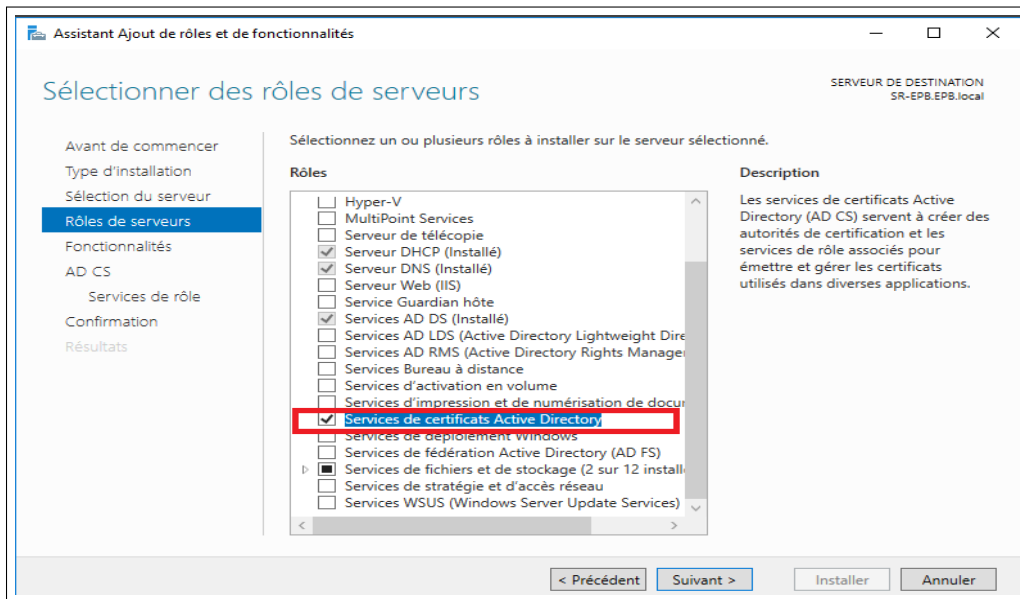 Assistant Ajout de rôles et de fonctionnalités
Sélectionner des rôles de serveurs
SERVEUR DE DESTINATION
SR-EPB.EPB.local
Avant de commencer
Type d'installation
Sélection du serveur
Rôles de serveurs
Fonctionnalités
AD CS
Services de rôle
Confirmation
Résultats
Sélectionnez un ou plusieurs rôles à installer sur le serveur sélectionné.
Rôles
Hyper-V
MultiPoint Services
Serveur de télécopie
Serveur DHCP (Installé)
Serveur DNS (Installé)
Serveur Web (IIS)
Service Guardian hôte
Services AD DS (Installé)
Services AD LDS (Active Directory Lightweight Dire
Services AD RMS (Active Directory Rights Manage
Services Bureau à distance
Services d'activation en volume
Services d'impression et de numérisation de docu
Services de certificats Active Directory
Services de déploiement Windows
Services de fédération Active Directory (AD FS)
Services de fichiers et de stockage (2 sur 12 install
Services de stratégie et d'accès réseau
Services WSUS (Windows Server Update Services)
Description
Les services de certificats Active
Directory (AD CS) servent à créer des
autorités de certification et les
services de rôle associés pour
émettre et gérer les certificats
utilisés dans diverses applications.
< Précédent
Suivant >
Installer
Annuler